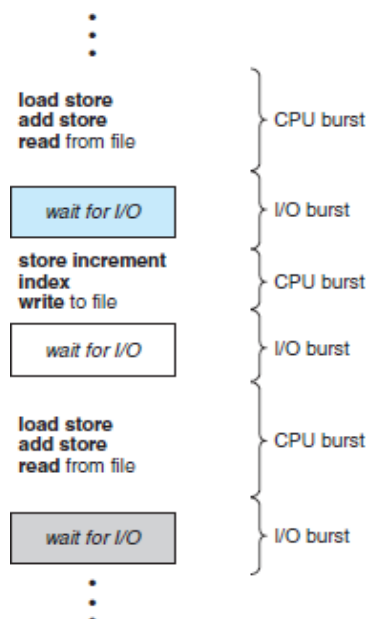 load store
add store
read from file
CPU burst
wait for I/O
I/O burst
store increment
index
write to file
CPU burst
wait for I/O
I/O burst
load store
add store
read from file
CPU burst
wait for I/O
I/O burst